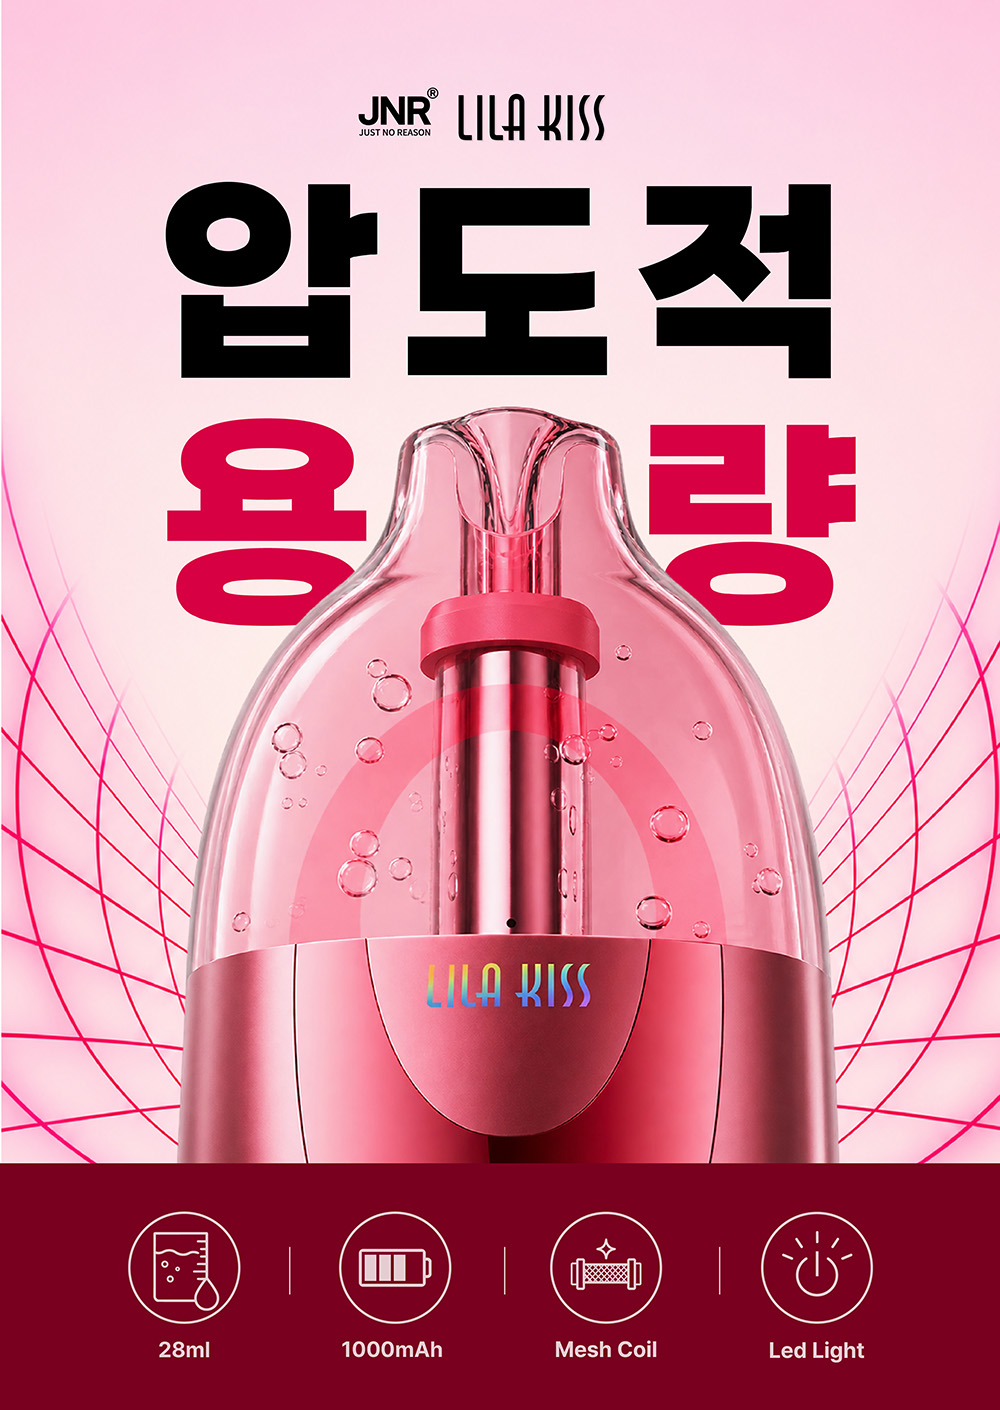 JNR® LILA KISS
JUST NO REASON
압도적
용량
LILA KISS
28ml
1000mAh
Mesh Coil
Led Light